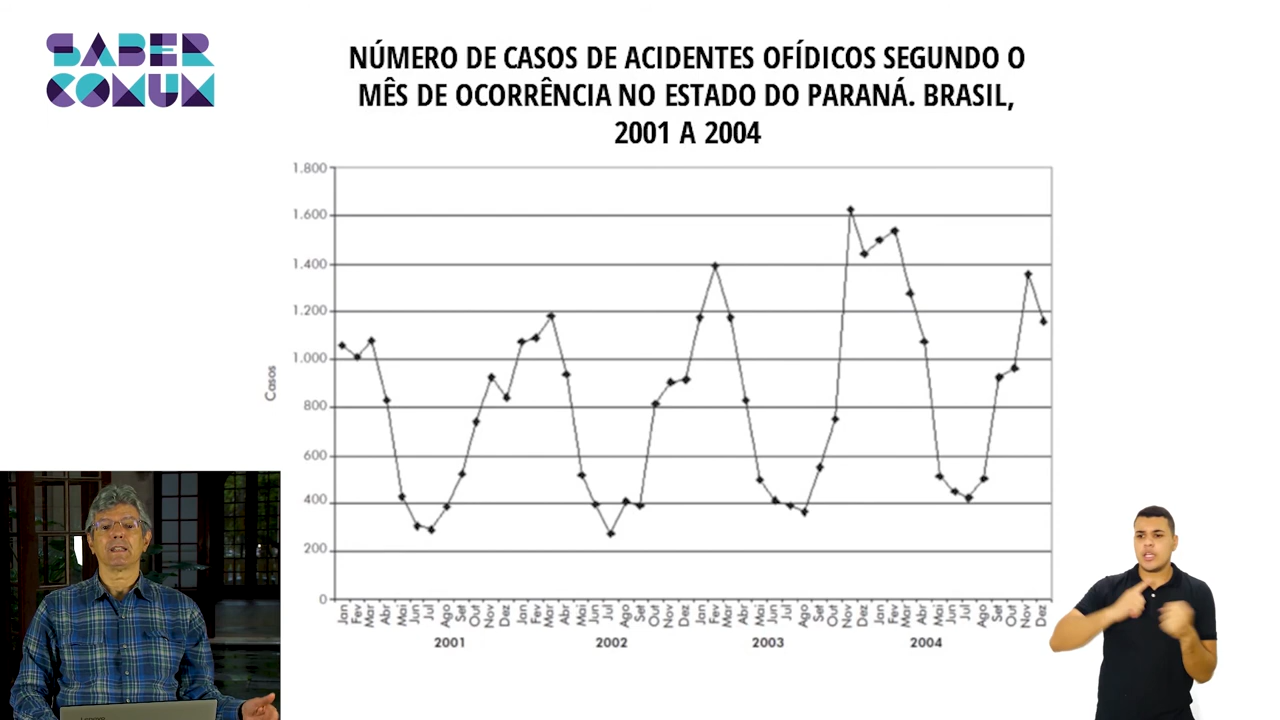 SABER
COMUM
NÚMERO DE CASOS DE ACIDENTES OFÍDICOS SEGUNDO O
MÊS DE OCORRÊNCIA NO ESTADO DO PARANÁ. BRASIL,
2001 A 2004
1.800
1.600
1.400
1.200
1.000
800
600
400
200
0
Casos
Jan Fev Mar Abr Mai Jun Jul Ago Set Out Nov Dez Jan Fev Mar Abr Mai Jun Jul Ago Set Out Nov Dez Jan Fev Mar Abr Mai Jun Jul Ago Set Out Nov Dez Jan Fev Mar Abr Mai Jun Jul Ago Set Out Nov Dez
2001 2002 2003 2004